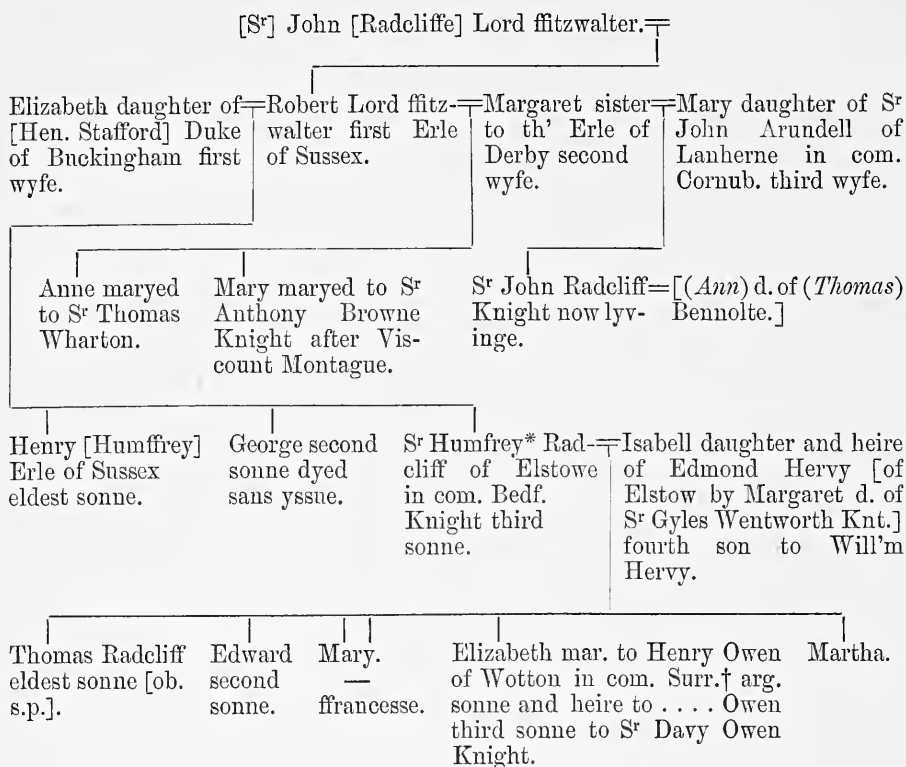 [Sʳ] John [Radcliffe] Lord ffitzwalter.
Elizabeth daughter of
[Hen. Stafford] Duke
of Buckingham first
wyfe.
Robert Lord ffitz-
walter first Erle
of Sussex.
Margaret sister
to th' Erle of
Derby second
wyfe.
Mary daughter of Sʳ
John Arundell of
Lanherne in com.
Cornub. third wyfe.
Anne maryed
to Sʳ Thomas
Wharton.
Mary maryed to Sʳ
Anthony Browne
Knight after Vis-
count Montague.
Sʳ John Radcliff
Knight now lyv-
inge.
[(Ann) d. of (Thomas)
Bennolte.]
Henry [Humffrey]
Erle of Sussex
eldest sonne.
George second
sonne dyed
sans yssue.
Sʳ Humfrey* Rad-
cliff of Elstowe
in com. Bedf.
Knight third
sonne.
Isabell daughter and heire
of Edmond Hervy [of
Elstow by Margaret d. of
Sʳ Gyles Wentworth Knt.]
fourth son to Will'm
Hervy.
Thomas Radcliff
eldest sonne [ob.
s.p.].
Edward
second
sonne.
Mary.
—
ffrancesse.
Elizabeth mar. to Henry Owen
of Wotton in com. Surr.† arg.
sonne and heire to . . . . Owen
third sonne to Sʳ Davy Owen
Knight.
Martha.